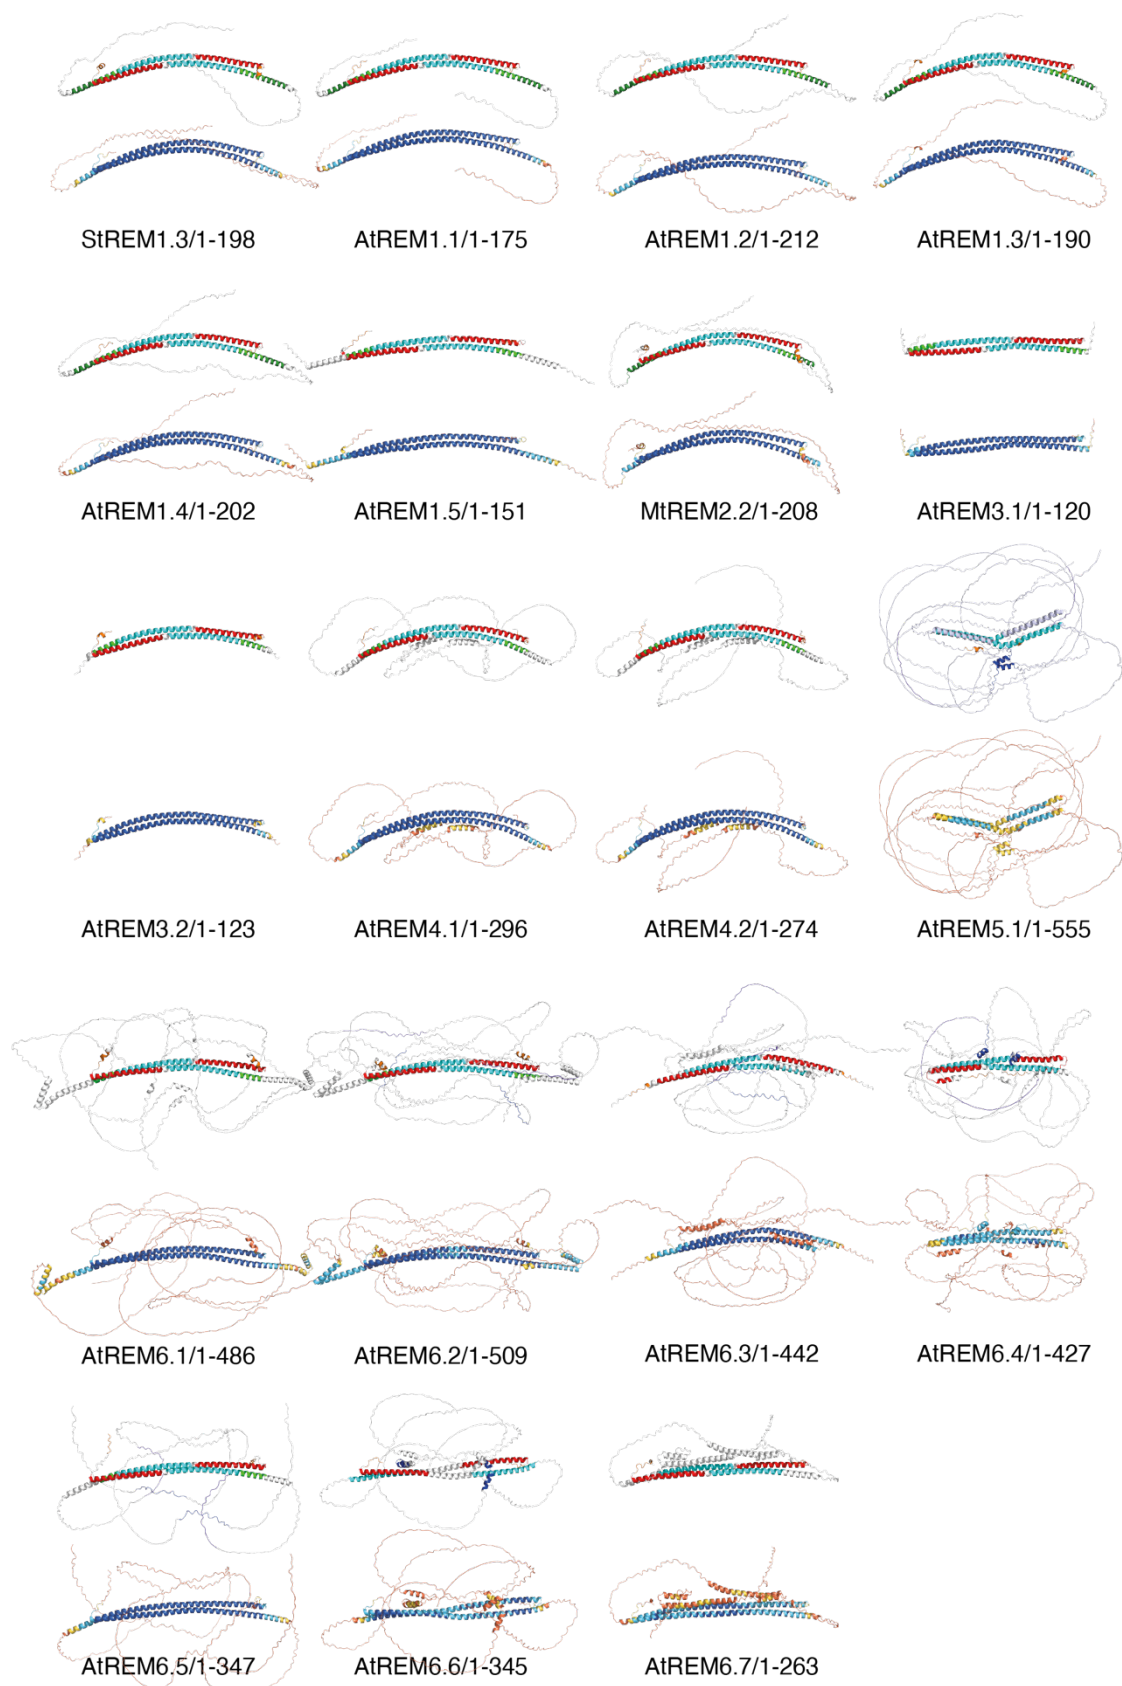 StREM1.3/1-198 AtREM1.1/1-175 AtREM1.2/1-212 AtREM1.3/1-190
AtREM1.4/1-202 AtREM1.5/1-151 MtREM2.2/1-208 AtREM3.1/1-120
AtREM3.2/1-123 AtREM4.1/1-296 AtREM4.2/1-274 AtREM5.1/1-555
AtREM6.1/1-486 AtREM6.2/1-509 AtREM6.3/1-442 AtREM6.4/1-427
AtREM6.5/1-347 AtREM6.6/1-345 AtREM6.7/1-263